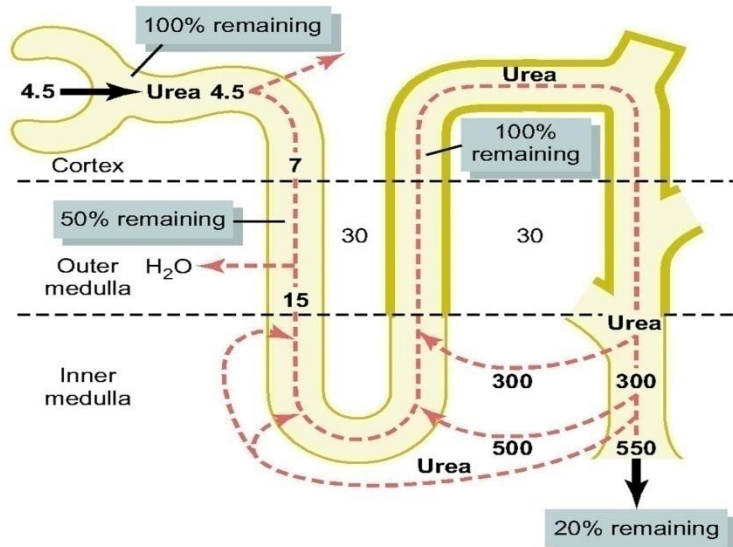 100% remaining
4.5
Urea 4.5
Urea
100%
remaining
Cortex
7
50% remaining
30
30
Outer
medulla
H₂O
15
Urea
Inner
medulla
300
300
500
550
Urea
20% remaining